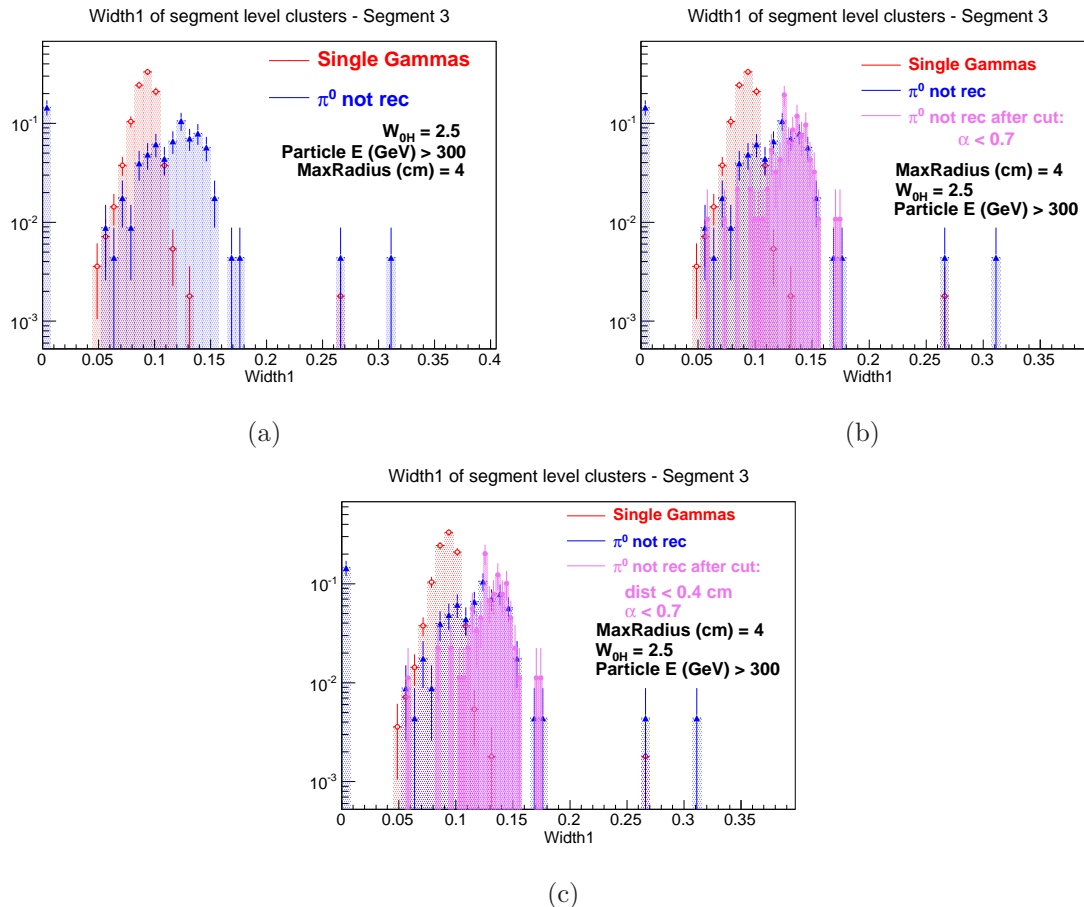 Width1 of segment level clusters - Segment 3
Single Gammas
π⁰ not rec
W₀H = 2.5
Particle E (GeV) > 300
MaxRadius (cm) = 4
10⁻¹
10⁻²
10⁻³
0 0.05 0.1 0.15 0.2 0.25 0.3 0.35 0.4
Width1
(a)
Width1 of segment level clusters - Segment 3
Single Gammas
π⁰ not rec
π⁰ not rec after cut:
α < 0.7
MaxRadius (cm) = 4
W₀H = 2.5
Particle E (GeV) > 300
10⁻¹
10⁻²
10⁻³
0 0.05 0.1 0.15 0.2 0.25 0.3 0.35
Width1
(b)
Width1 of segment level clusters - Segment 3
Single Gammas
π⁰ not rec
π⁰ not rec after cut:
dist < 0.4 cm
α < 0.7
MaxRadius (cm) = 4
W₀H = 2.5
Particle E (GeV) > 300
10⁻¹
10⁻²
10⁻³
0 0.05 0.1 0.15 0.2 0.25 0.3 0.35
Width1
(c)